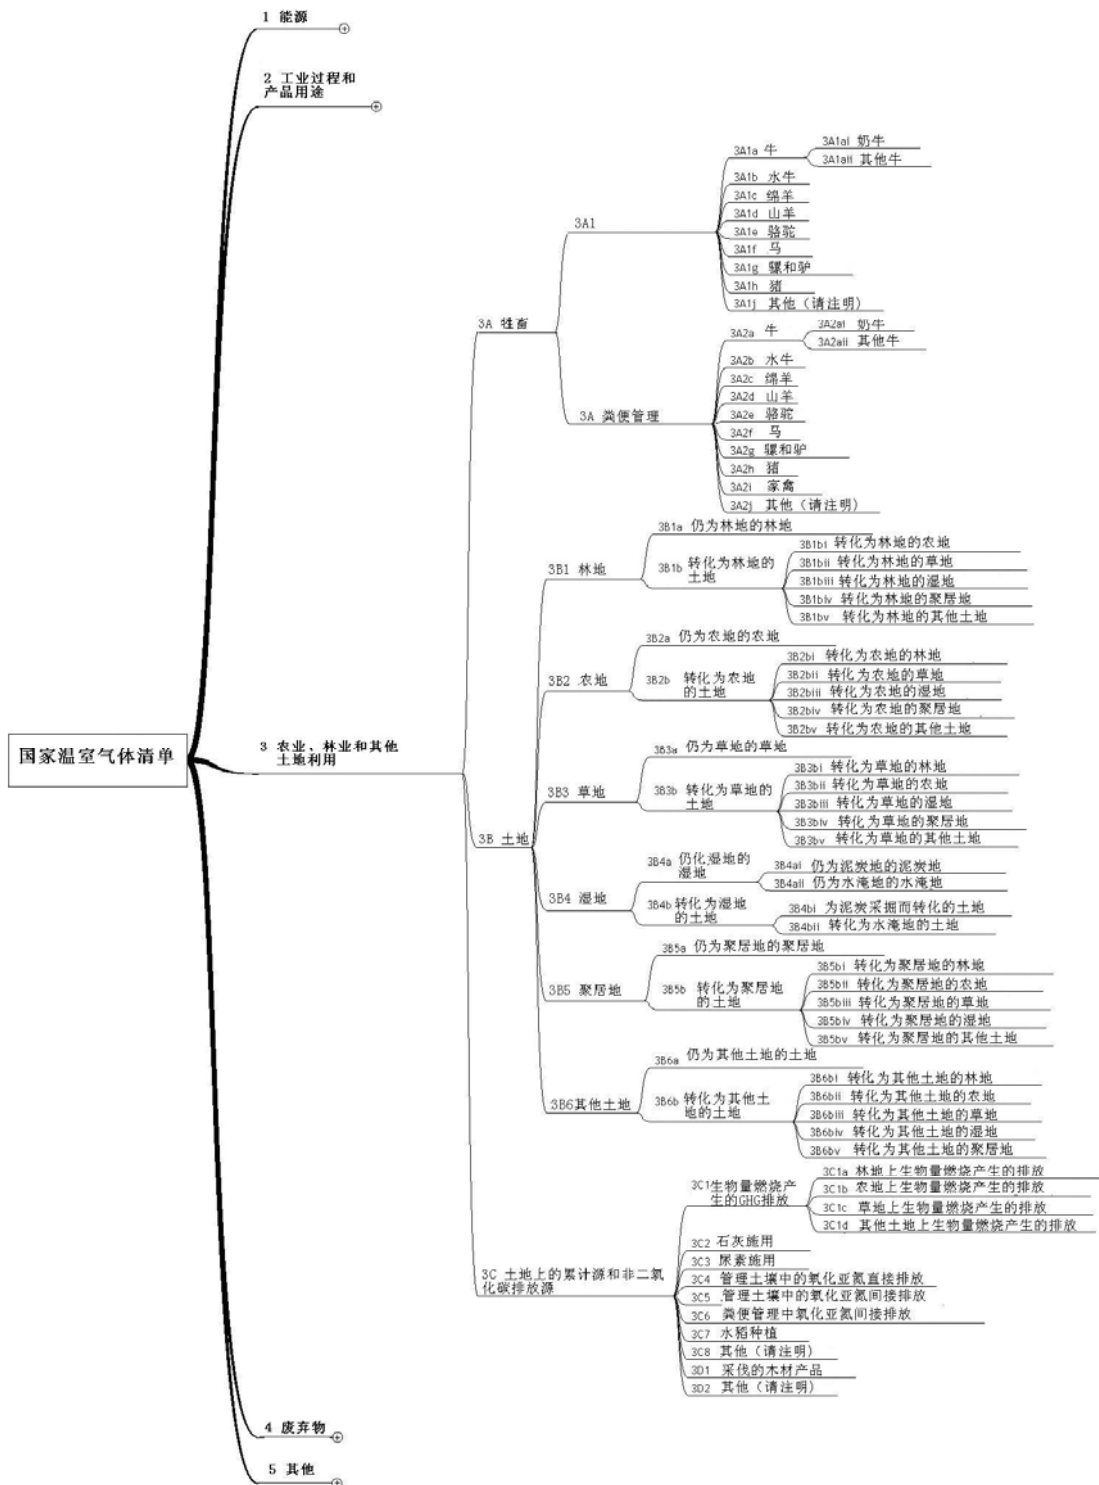 1 能源
2 工业过程和
产品用途
国家温室气体清单
3 农业、林业和其他
土地利用
3A 牲畜
3A1
3A1a 牛
3A1ai 奶牛
3A1aii 其他牛
3A1b 水牛
3A1c 绵羊
3A1d 山羊
3A1e 骆驼
3A1f 马
3A1g 骡和驴
3A1h 猪
3A1j 其他（请注明）
3A 粪便管理
3A2a 牛
3A2ai 奶牛
3A2aii 其他牛
3A2b 水牛
3A2c 绵羊
3A2d 山羊
3A2e 骆驼
3A2f 马
3A2g 骡和驴
3A2h 猪
3A2i 家禽
3A2j 其他（请注明）
3B 土地
3B1 林地
3B1a 仍为林地的林地
3B1b 转化为林地的
土地
3B1bi 转化为林地的农地
3B1bii 转化为林地的草地
3B1biii 转化为林地的湿地
3B1biv 转化为林地的聚居地
3B1bv 转化为林地的其他土地
3B2 农地
3B2a 仍为农地的农地
3B2b 转化为农地
的土地
3B2bi 转化为农地的林地
3B2bii 转化为农地的草地
3B2biii 转化为农地的湿地
3B2biv 转化为农地的聚居地
3B2bv 转化为农地的其他土地
3B3 草地
3B3a 仍为草地的草地
3B3b 转化为草地的
土地
3B3bi 转化为草地的林地
3B3bii 转化为草地的农地
3B3biii 转化为草地的湿地
3B3biv 转化为草地的聚居地
3B3bv 转化为草地的其他土地
3B4 湿地
3B4a 仍化湿地的
湿地
3B4ai 仍为泥炭地的泥炭地
3B4aii 仍为水淹地的水淹地
3B4b 转化为湿地
的土地
3B4bi 为泥炭采掘而转化的土地
3B4bii 转化为水淹地的土地
3B5 聚居地
3B5a 仍为聚居地的聚居地
3B5b 转化为聚居地
的土地
3B5bi 转化为聚居地的林地
3B5bii 转化为聚居地的农地
3B5biii 转化为聚居地的草地
3B5biv 转化为聚居地的湿地
3B5bv 转化为聚居地的其他土地
3B6其他土地
3B6a 仍为其他土地的土地
3B6b 转化为其他土
地的土地
3B6bi 转化为其他土地的林地
3B6bii 转化为其他土地的农地
3B6biii 转化为其他土地的草地
3B6biv 转化为其他土地的湿地
3B6bv 转化为其他土地的聚居地
3C 土地上的累计源和非二氧
化碳排放源
3C1生物量燃烧产
生的GHG排放
3C1a 林地上生物量燃烧产生的排放
3C1b 农地上生物量燃烧产生的排放
3C1c 草地上生物量燃烧产生的排放
3C1d 其他土地上生物量燃烧产生的排放
3C2 石灰施用
3C3 尿素施用
3C4 管理土壤中的氧化亚氮直接排放
3C5 管理土壤中的氧化亚氮间接排放
3C6 粪便管理中氧化亚氮间接排放
3C7 水稻种植
3C8 其他（请注明）
3D1 采伐的木材产品
3D2 其他（请注明）
4 废弃物
5 其他